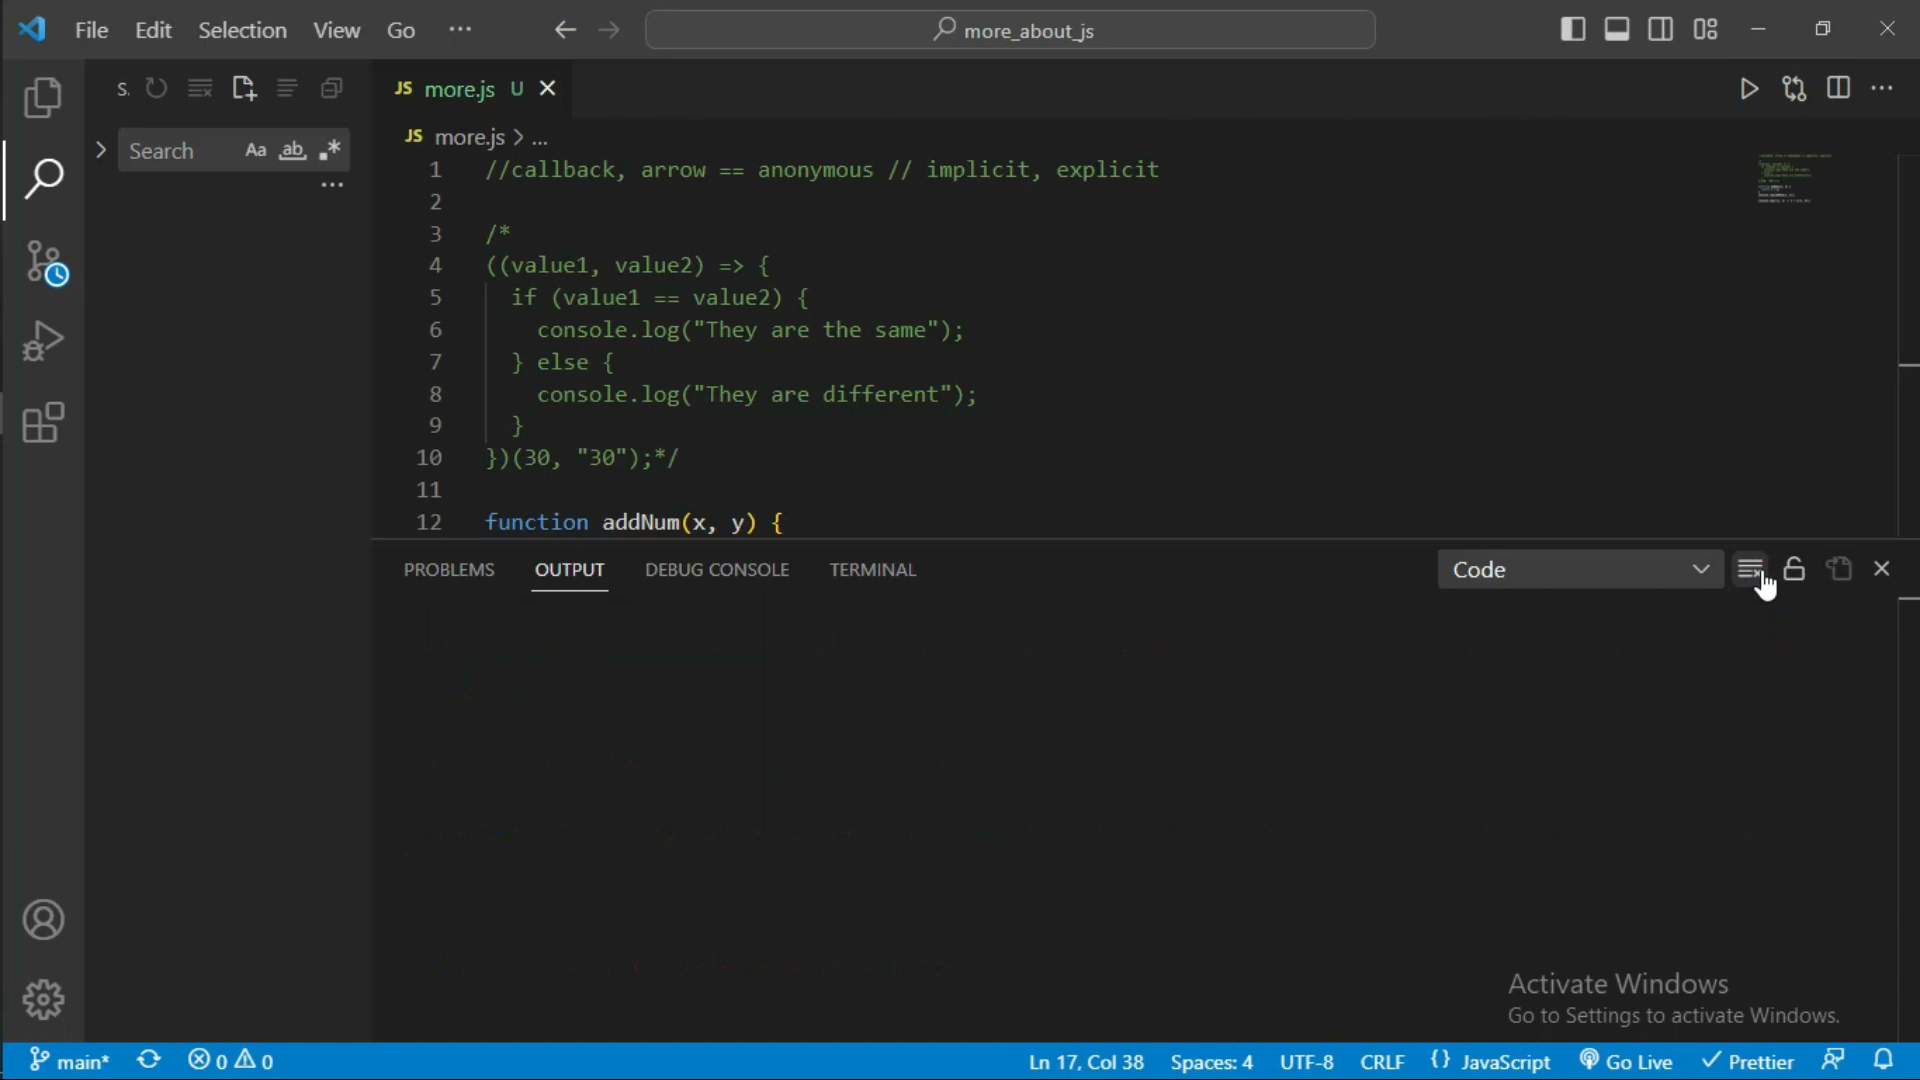 File Edit Selection View Go ··· more_about_js
S.
JS more.js U
Search Aa ab
JS more.js > ...
1 //callback, arrow == anonymous // implicit, explicit
2
3 /*
4 ((value1, value2) => {
5 if (value1 == value2) {
6 console.log("They are the same");
7 } else {
8 console.log("They are different");
9 }
10 })(30, "30");*/
11
12 function addNum(x, y) {
PROBLEMS OUTPUT DEBUG CONSOLE TERMINAL Code
Activate Windows
Go to Settings to activate Windows.
main* 0 0 Ln 17, Col 38 Spaces: 4 UTF-8 CRLF {} JavaScript Go Live Prettier